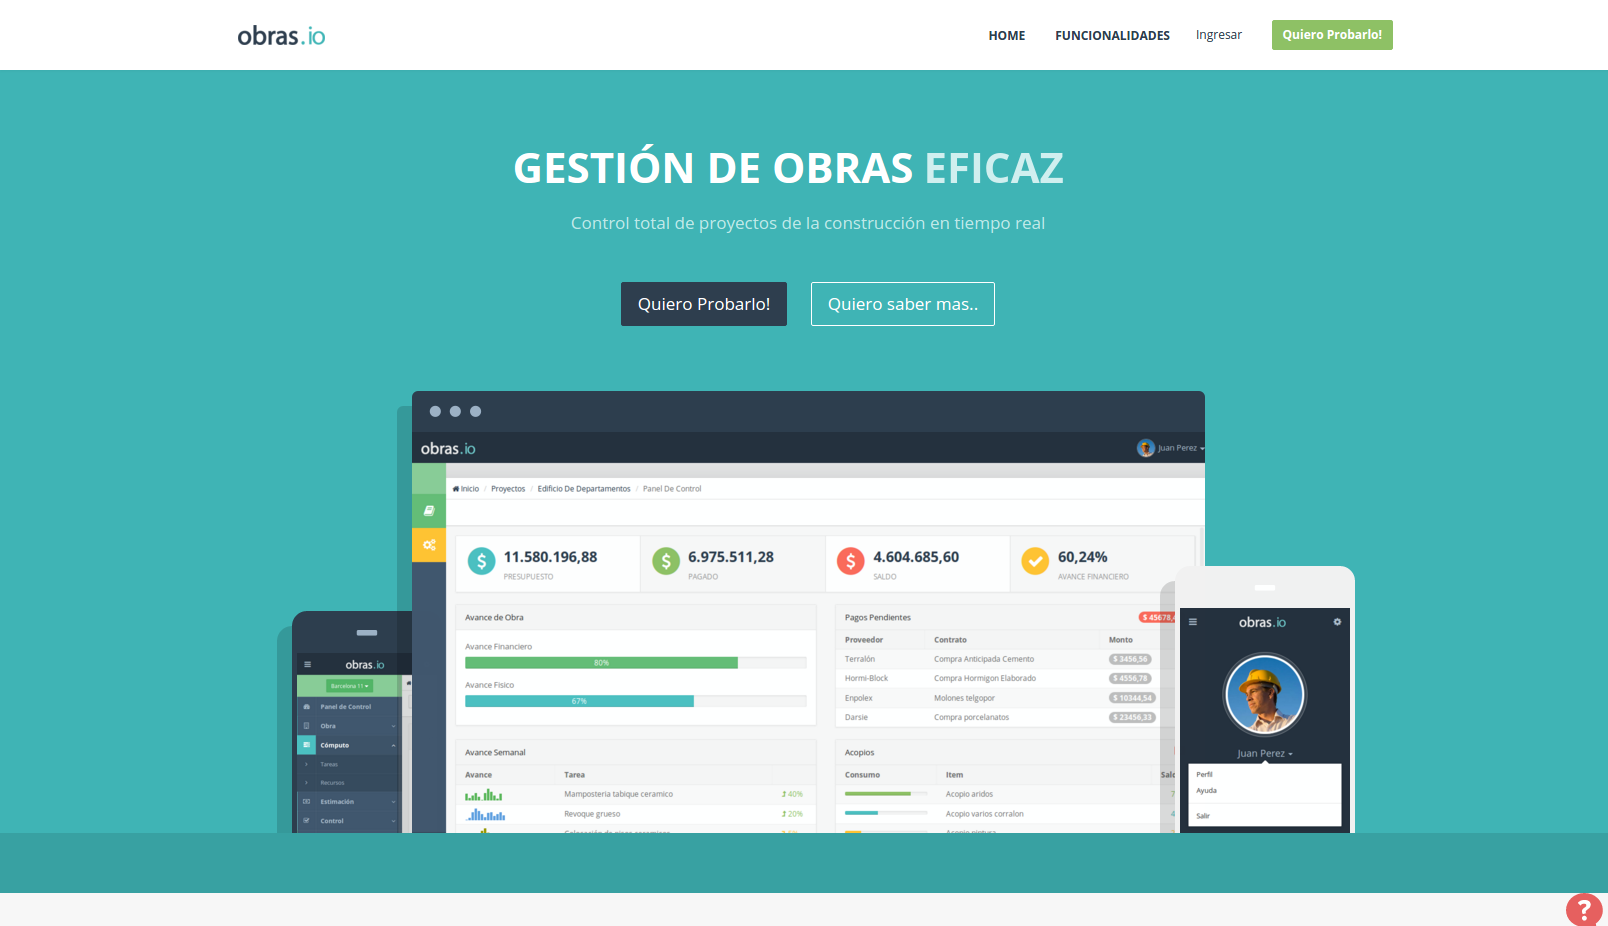 obras.io
HOME FUNCIONALIDADES Ingresar Quiero Probarlo!
GESTIÓN DE OBRAS EFICAZ
Control total de proyectos de la construcción en tiempo real
Quiero Probarlo! Quiero saber mas..
obras.io Juan Perez
Inicio / Proyectos / Edificio De Departamentos / Panel De Control
$ 11.580.196,88 $ 6.975.511,28 $ 4.604.685,60 60,24%
PRESUPUESTO PAGADO SALDO AVANCE FINANCIERO
Avance de Obra
Avance Financiero
80%
Avance Fisico
67%
Pagos Pendientes
Proveedor Contrato Monto
Terralón Compra Anticipada Cemento $ 3456,56
Hormi-Block Compra Hormigon Elaborado $ 4556,78
Enpolex Molones telgopor $ 10344,54
Darsie Compra porcelanatos $ 23456,33
Avance Semanal
Avance Tarea
Mamposteria tabique ceramico 40%
Revoque grueso 20%
Acopios
Consumo Item
Acopio aridos
Acopio varios corralon
obras.io
Barcelona 11
Panel de Control
Obra
Cómputo
Tareas
Recursos
Estimación
Control
obras.io
Juan Perez
Perfil
Ayuda
Salir
?